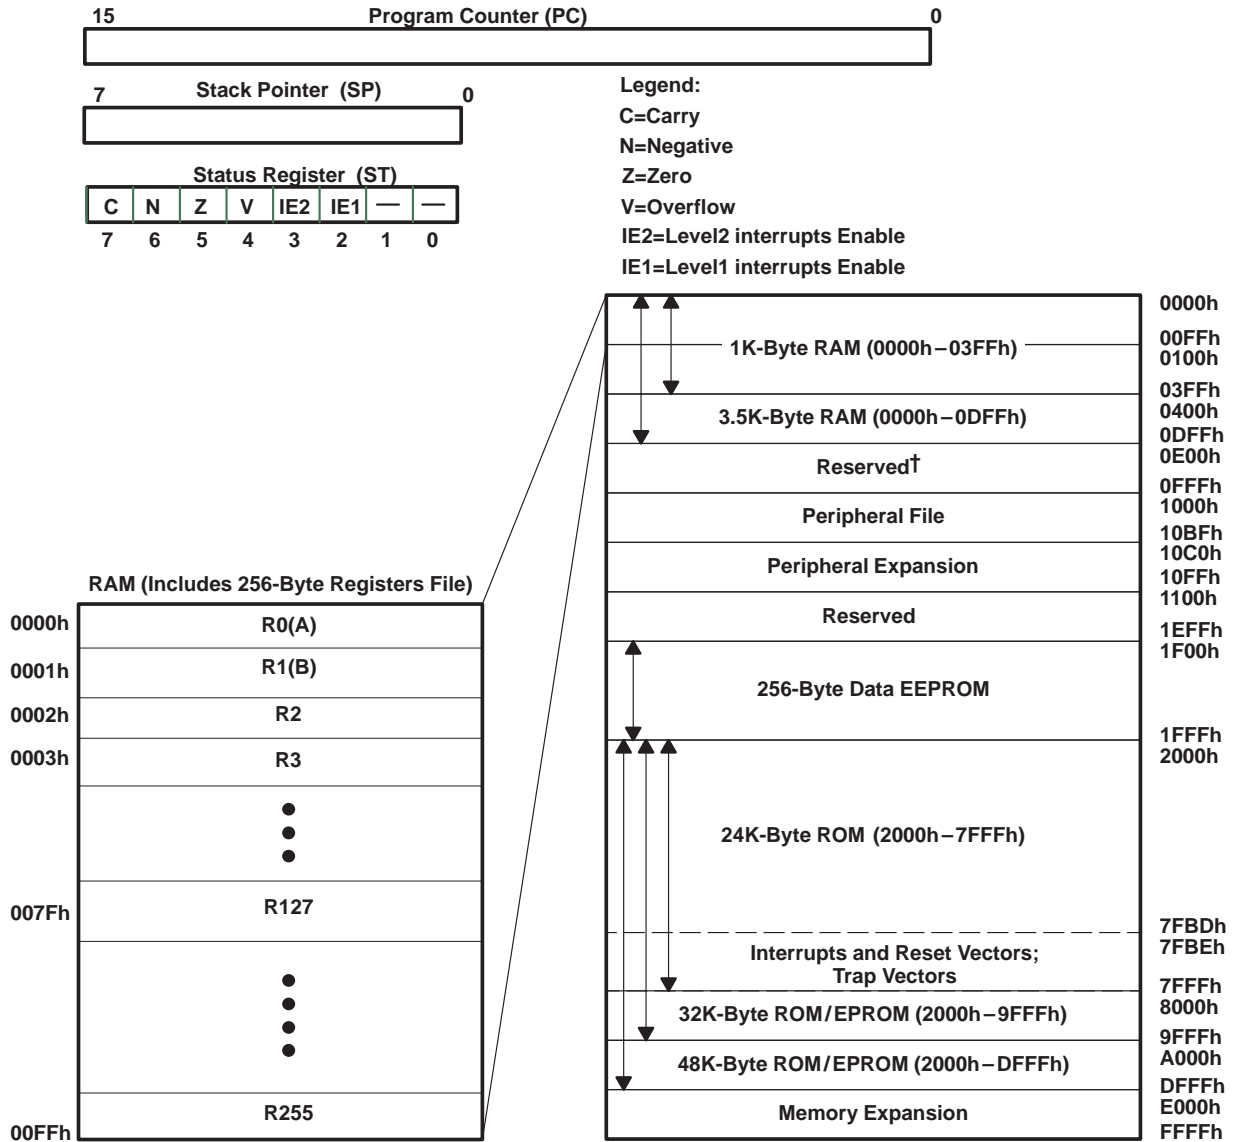 15 Program Counter (PC) 0
7 Stack Pointer (SP) 0
Status Register (ST)
C N Z V IE2 IE1 — —
7 6 5 4 3 2 1 0
Legend:
C=Carry
N=Negative
Z=Zero
V=Overflow
IE2=Level2 interrupts Enable
IE1=Level1 interrupts Enable
RAM (Includes 256-Byte Registers File)
0000h R0(A)
0001h R1(B)
0002h R2
0003h R3
007Fh R127
00FFh R255
0000h
1K-Byte RAM (0000h–03FFh) 00FFh
0100h
03FFh
3.5K-Byte RAM (0000h–0DFFh) 0400h
0DFFh
Reserved† 0E00h
0FFFh
Peripheral File 1000h
10BFh
Peripheral Expansion 10C0h
10FFh
Reserved 1100h
1EFFh
1F00h
256-Byte Data EEPROM
1FFFh
2000h
24K-Byte ROM (2000h–7FFFh)
7FBDh
7FBEh
Interrupts and Reset Vectors;
Trap Vectors
7FFFh
32K-Byte ROM/EPROM (2000h–9FFFh) 8000h
9FFFh
48K-Byte ROM/EPROM (2000h–DFFFh) A000h
DFFFh
Memory Expansion E000h
FFFFh